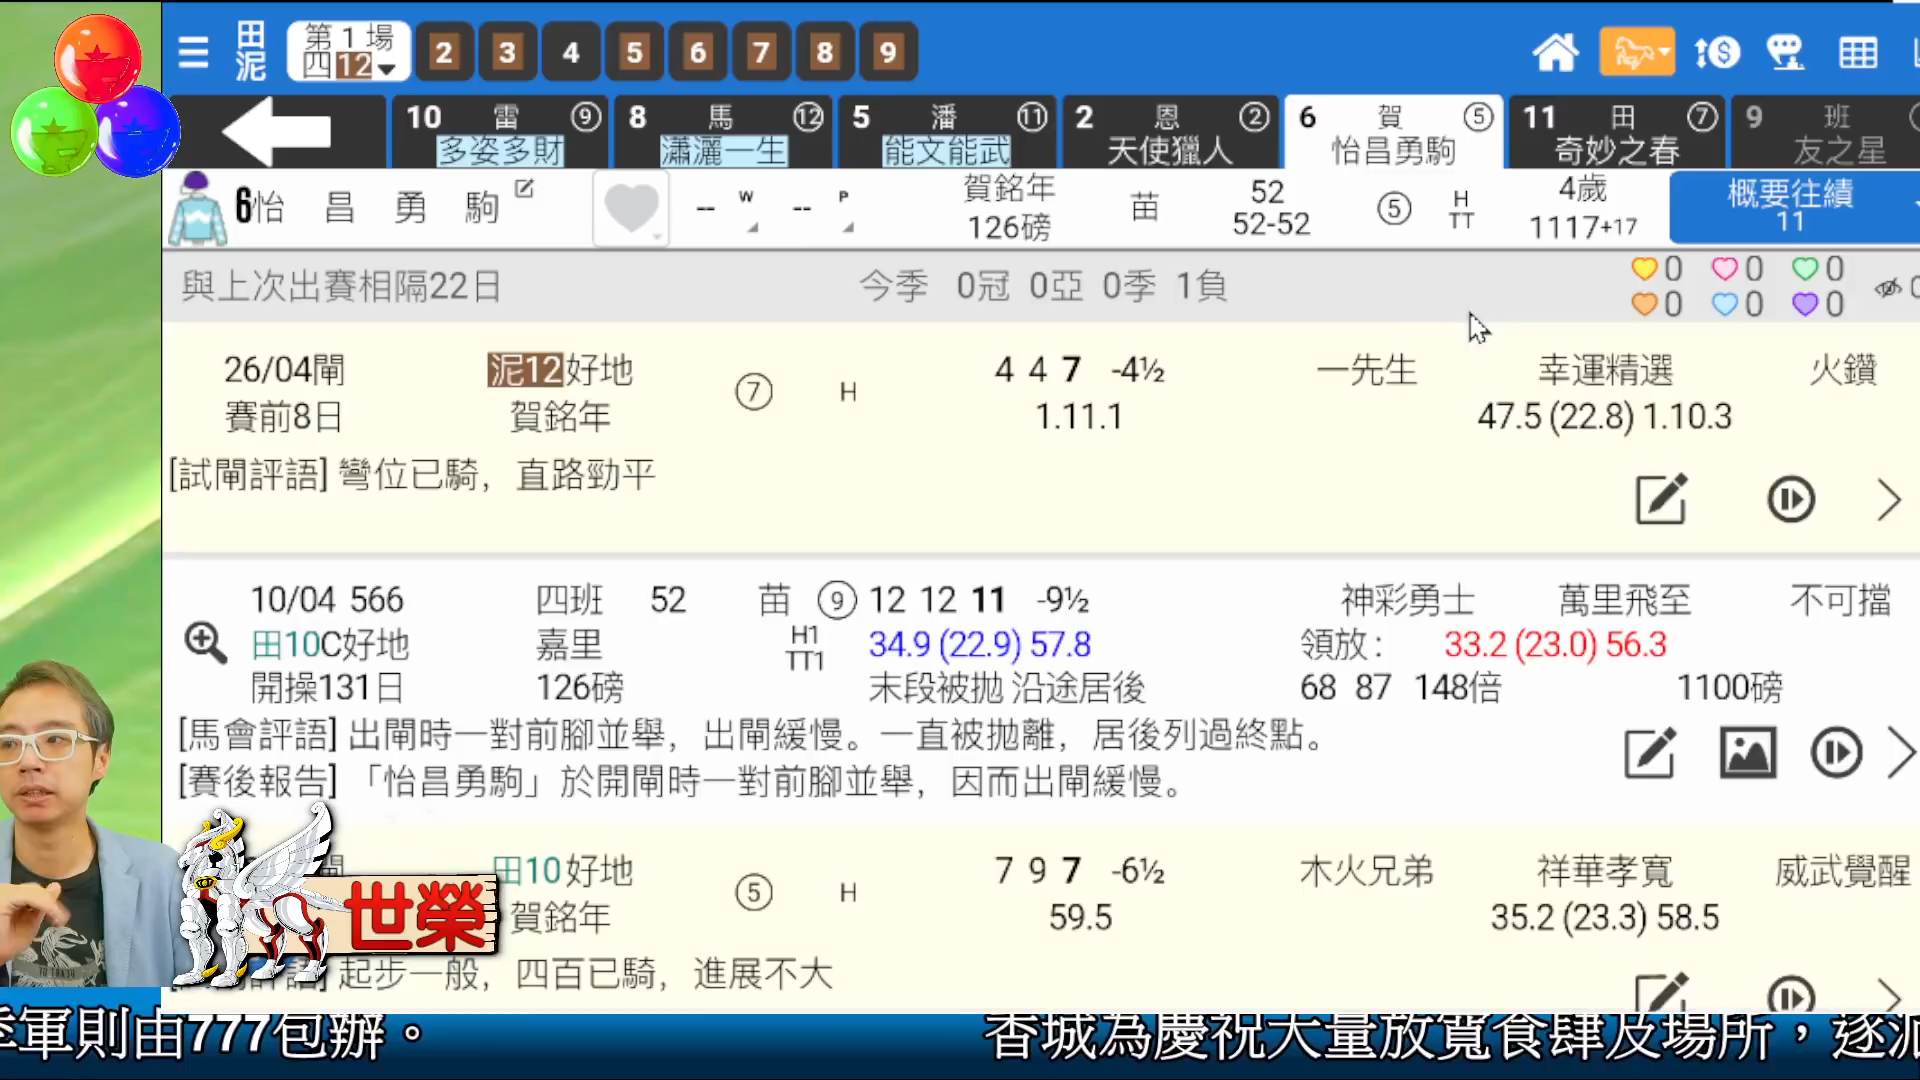 田泥 第1場 四12 2 3 4 5 6 7 8 9
10 雷 ⑨ 8 馬 ⑫ 5 潘 ⑪ 2 恩 ② 6 賀 ⑤ 11 田 ⑦ 9 班
多姿多財 瀟灑一生 能文能武 天使獵人 怡昌勇駒 奇妙之春 友之星
6怡昌勇駒 -- W -- P 賀銘年 苗 52 ⑤ H 4歲 概要往績
126磅 52-52 TT 1117+17 11
與上次出賽相隔22日 今季 0冠 0亞 0季 1負 0 0 0
0 0 0
26/04閘 泥12好地 ⑦ H 4 4 7 -4½ 一先生 幸運精選 火鑽
賽前8日 賀銘年 1.11.1 47.5 (22.8) 1.10.3
[試閘評語] 彎位已騎，直路勁平
10/04 566 四班 52 苗 ⑨ 12 12 11 -9½ 神彩勇士 萬里飛至 不可擋
田10C好地 嘉里 H1 TT1 34.9 (22.9) 57.8 領放： 33.2 (23.0) 56.3
開操131日 126磅 末段被拋 沿途居後 68 87 148倍 1100磅
[馬會評語] 出閘時一對前腳並舉，出閘緩慢。一直被拋離，居後列過終點。
[賽後報告] 「怡昌勇駒」於開閘時一對前腳並舉，因而出閘緩慢。
閘 田10好地 ⑤ H 7 9 7 -6½ 木火兄弟 祥華孝寬 威武覺醒
世榮 賀銘年 59.5 35.2 (23.3) 58.5
評語] 起步一般，四百已騎，進展不大
季軍則由777包辦。 香城為慶祝大量放寬食肆及場所，逐派